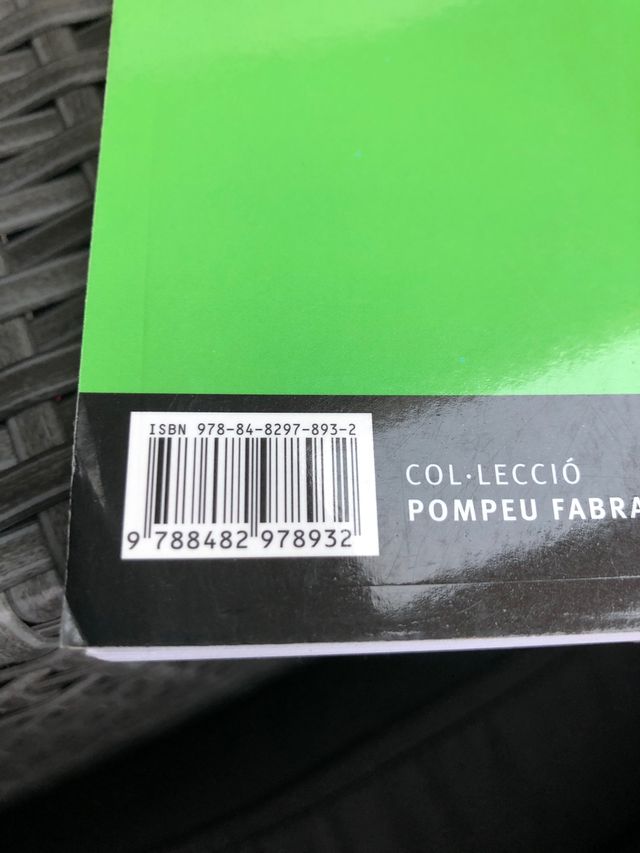 ISBN 978-84-8297-893-2
9 788482 978932
COL·LECCIÓ
POMPEU FABRA